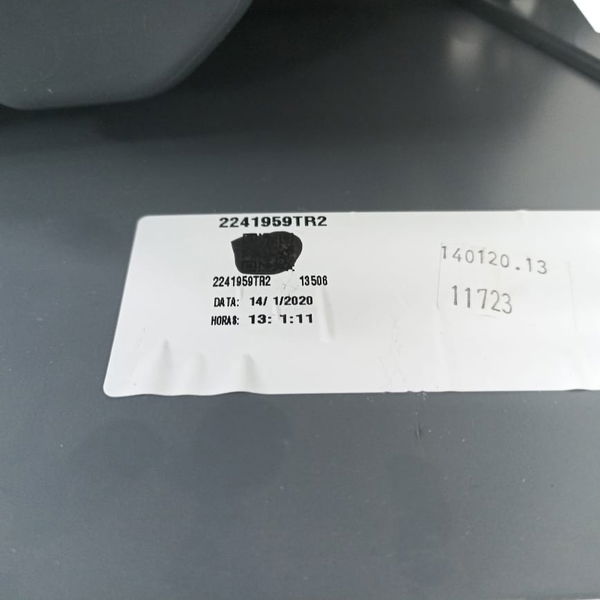 2241959TR2
2241959TR2 13506
DATA: 14/ 1/2020
HORAS: 13: 1:11
140120.13
11723